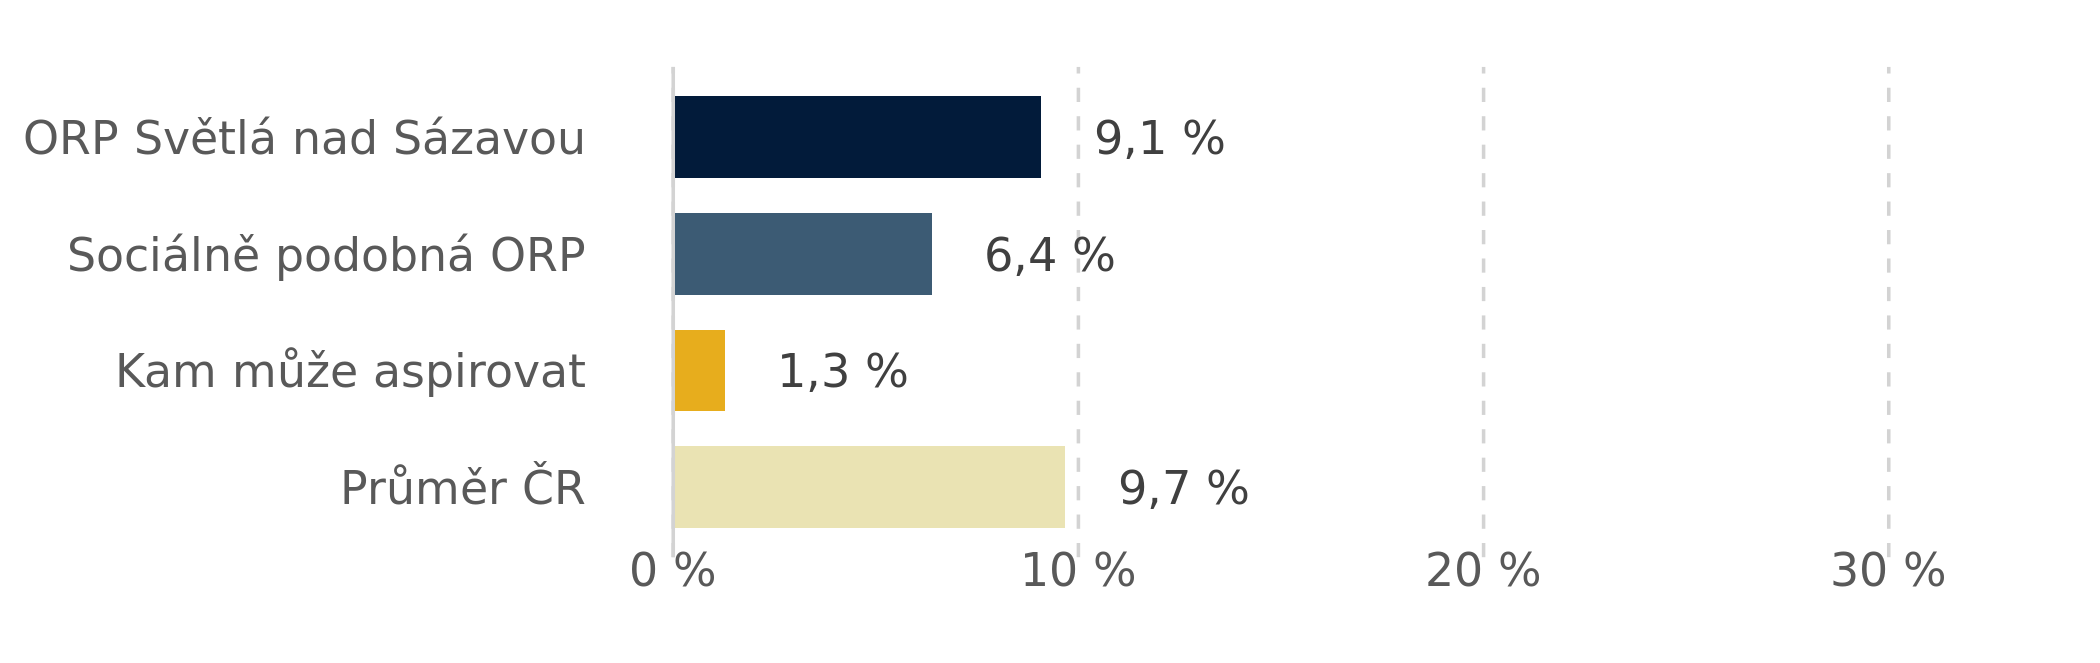 ORP Světlá nad Sázavou 9,1 %
Sociálně podobná ORP 6,4 %
Kam může aspirovat 1,3 %
Průměr ČR 9,7 %
0 % 10 % 20 % 30 %